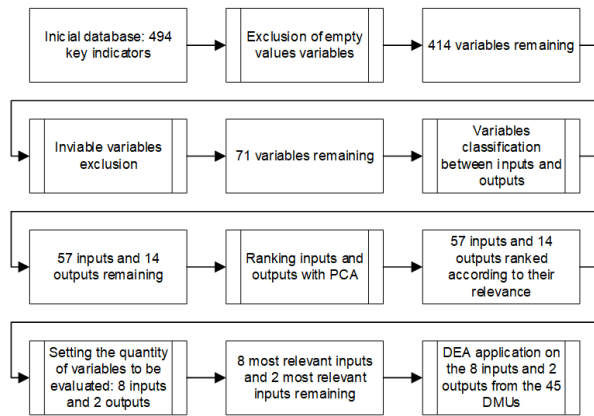 Inicial database: 494
key indicators
Exclusion of empty
values variables
414 variables remaining
Inviable variables
exclusion
71 variables remaining
Variables
classification
between inputs and
outputs
57 inputs and 14
outputs remaining
Ranking inputs and
outputs with PCA
57 inputs and 14
outputs ranked
according to their
relevance
Setting the quantity
of variables to be
evaluated: 8 inputs
and 2 outputs
8 most relevant inputs
and 2 most relevant
inputs remaining
DEA application on
the 8 inputs and 2
outputs from the 45
DMUs